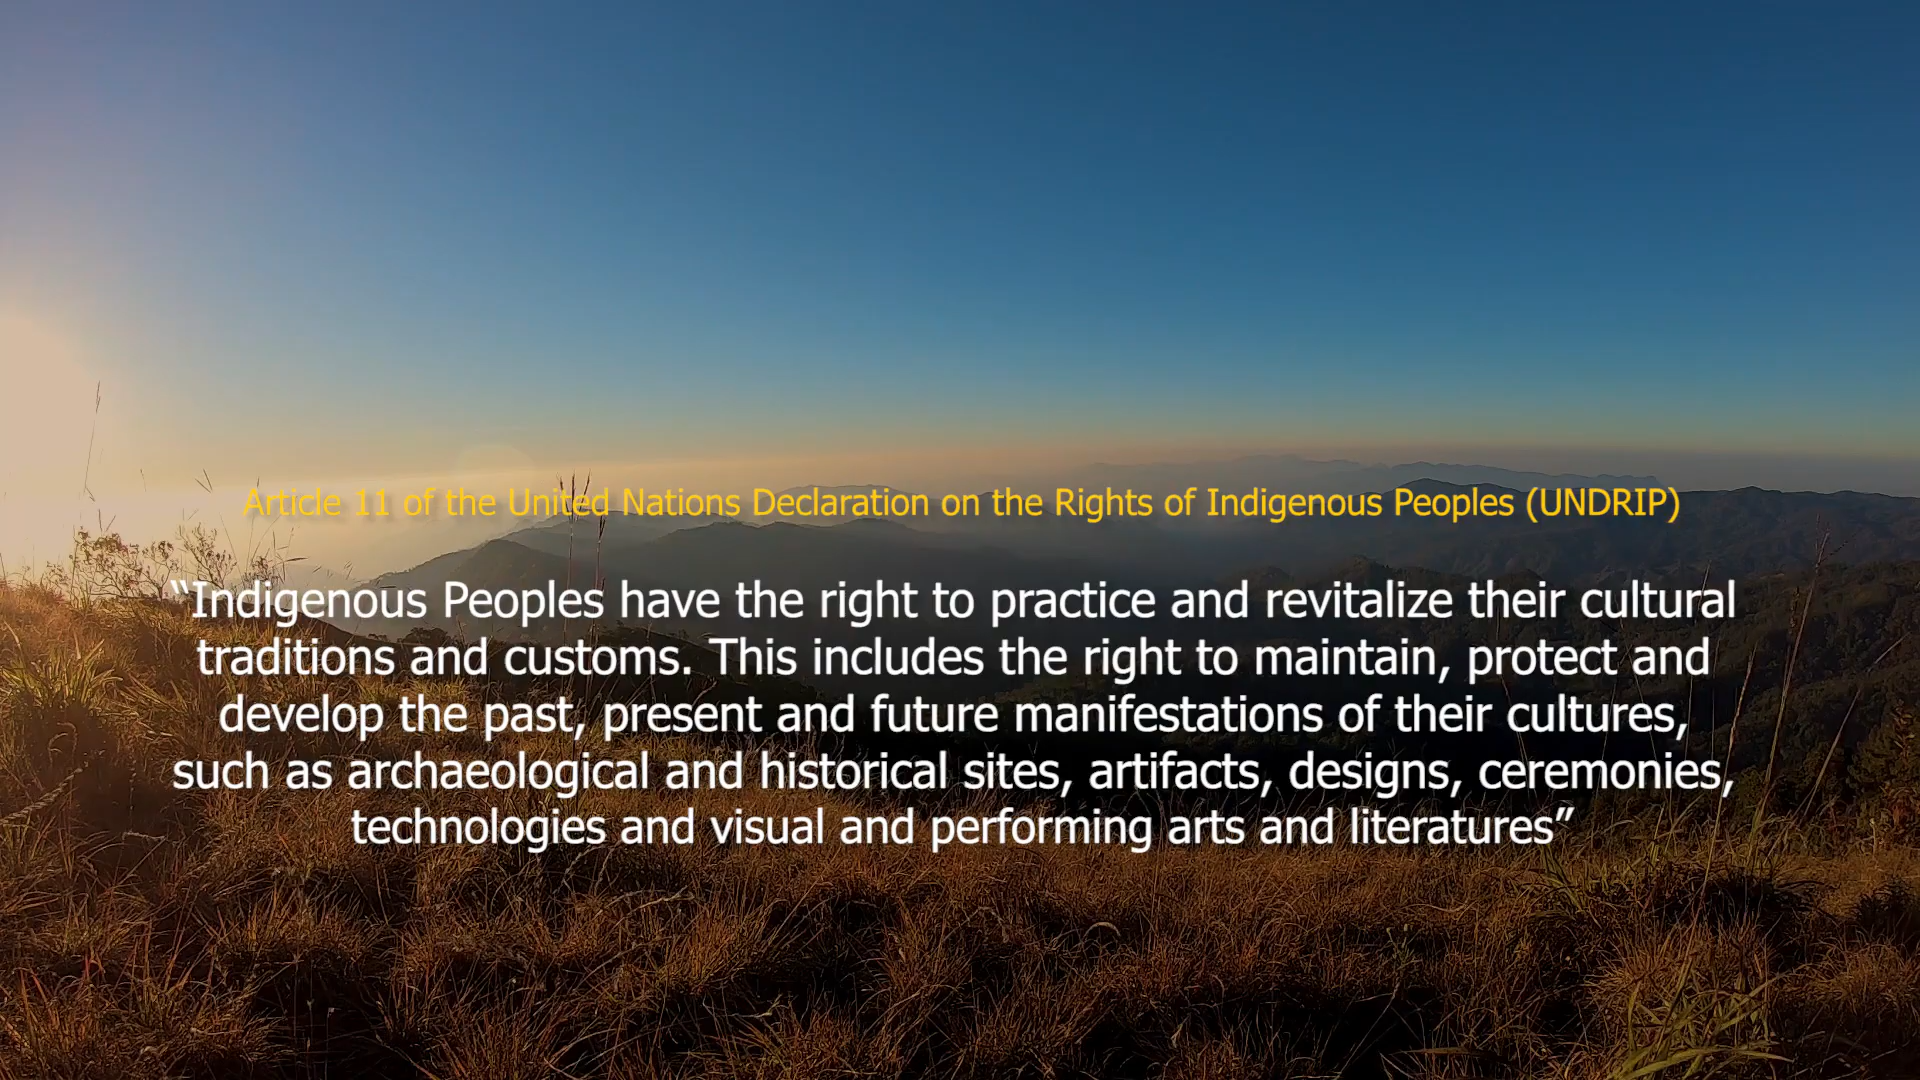 Article 11 of the United Nations Declaration on the Rights of Indigenous Peoples (UNDRIP)
“Indigenous Peoples have the right to practice and revitalize their cultural
traditions and customs. This includes the right to maintain, protect and
develop the past, present and future manifestations of their cultures,
such as archaeological and historical sites, artifacts, designs, ceremonies,
technologies and visual and performing arts and literatures”